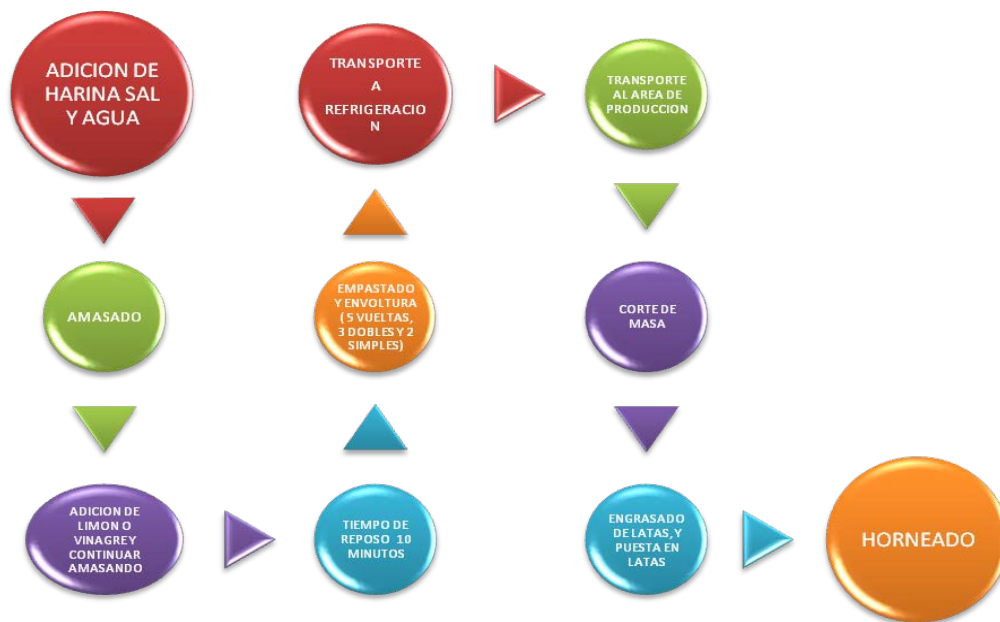 ADICION DE
HARINA SAL
Y AGUA
AMASADO
ADICION DE
LIMON O
VINAGRE Y
CONTINUAR
AMASANDO
TIEMPO DE
REPOSO 10
MINUTOS
EMPASTADO
Y ENVOLTURA
( 5 VUELTAS,
3 DOBLES Y 2
SIMPLES)
TRANSPORTE
A
REFRIGERACIO
N
TRANSPORTE
AL AREA DE
PRODUCCION
CORTE DE
MASA
ENGRASADO
DE LATAS, Y
PUESTA EN
LATAS
HORNEADO